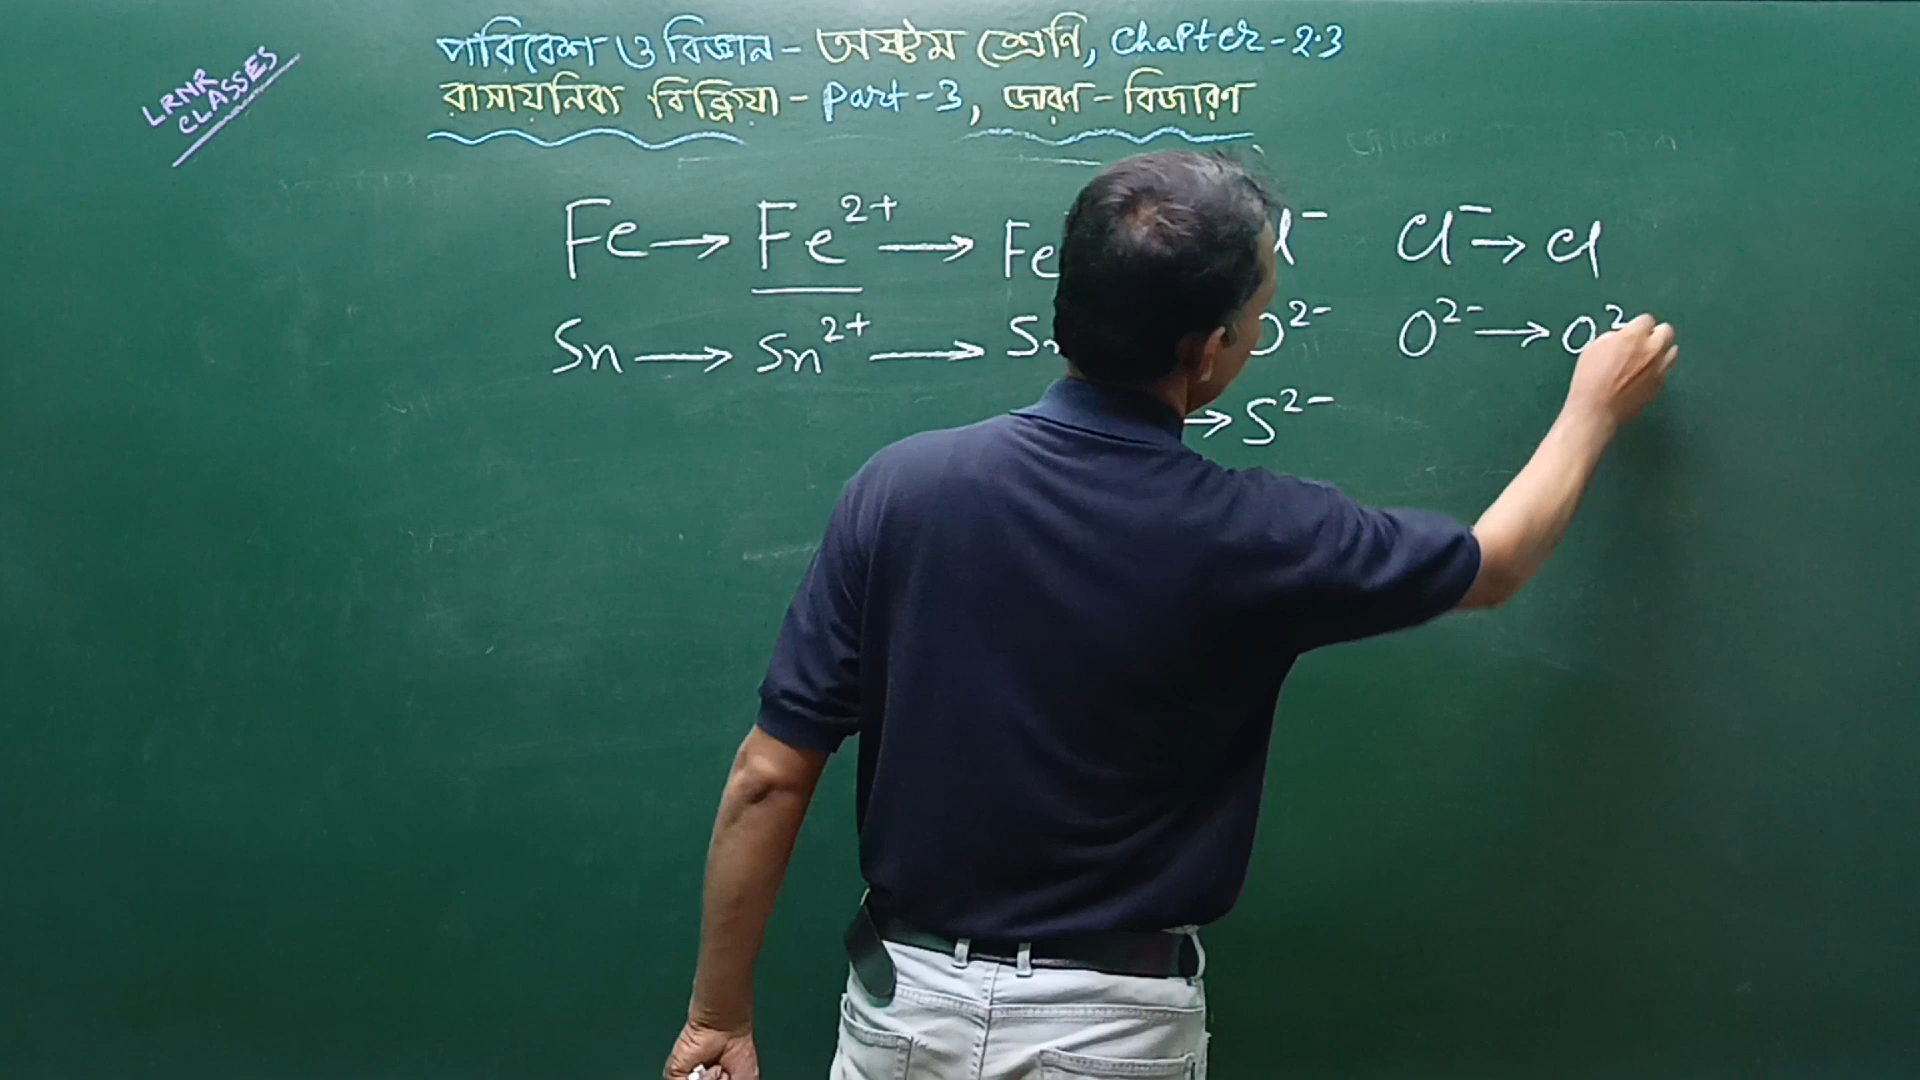 LRNR
CLASSES
পরিবেশ ও বিজ্ঞান - অষ্টম শ্রেণি, Chapter - 2.3
রাসায়নিক বিক্রিয়া - Part - 3, জারণ - বিজারণ
Fe → Fe²⁺ → Fe l⁻ Cl⁻ → Cl
Sn → Sn²⁺ → Sn O²⁻ O²⁻ → O²
→ S²⁻